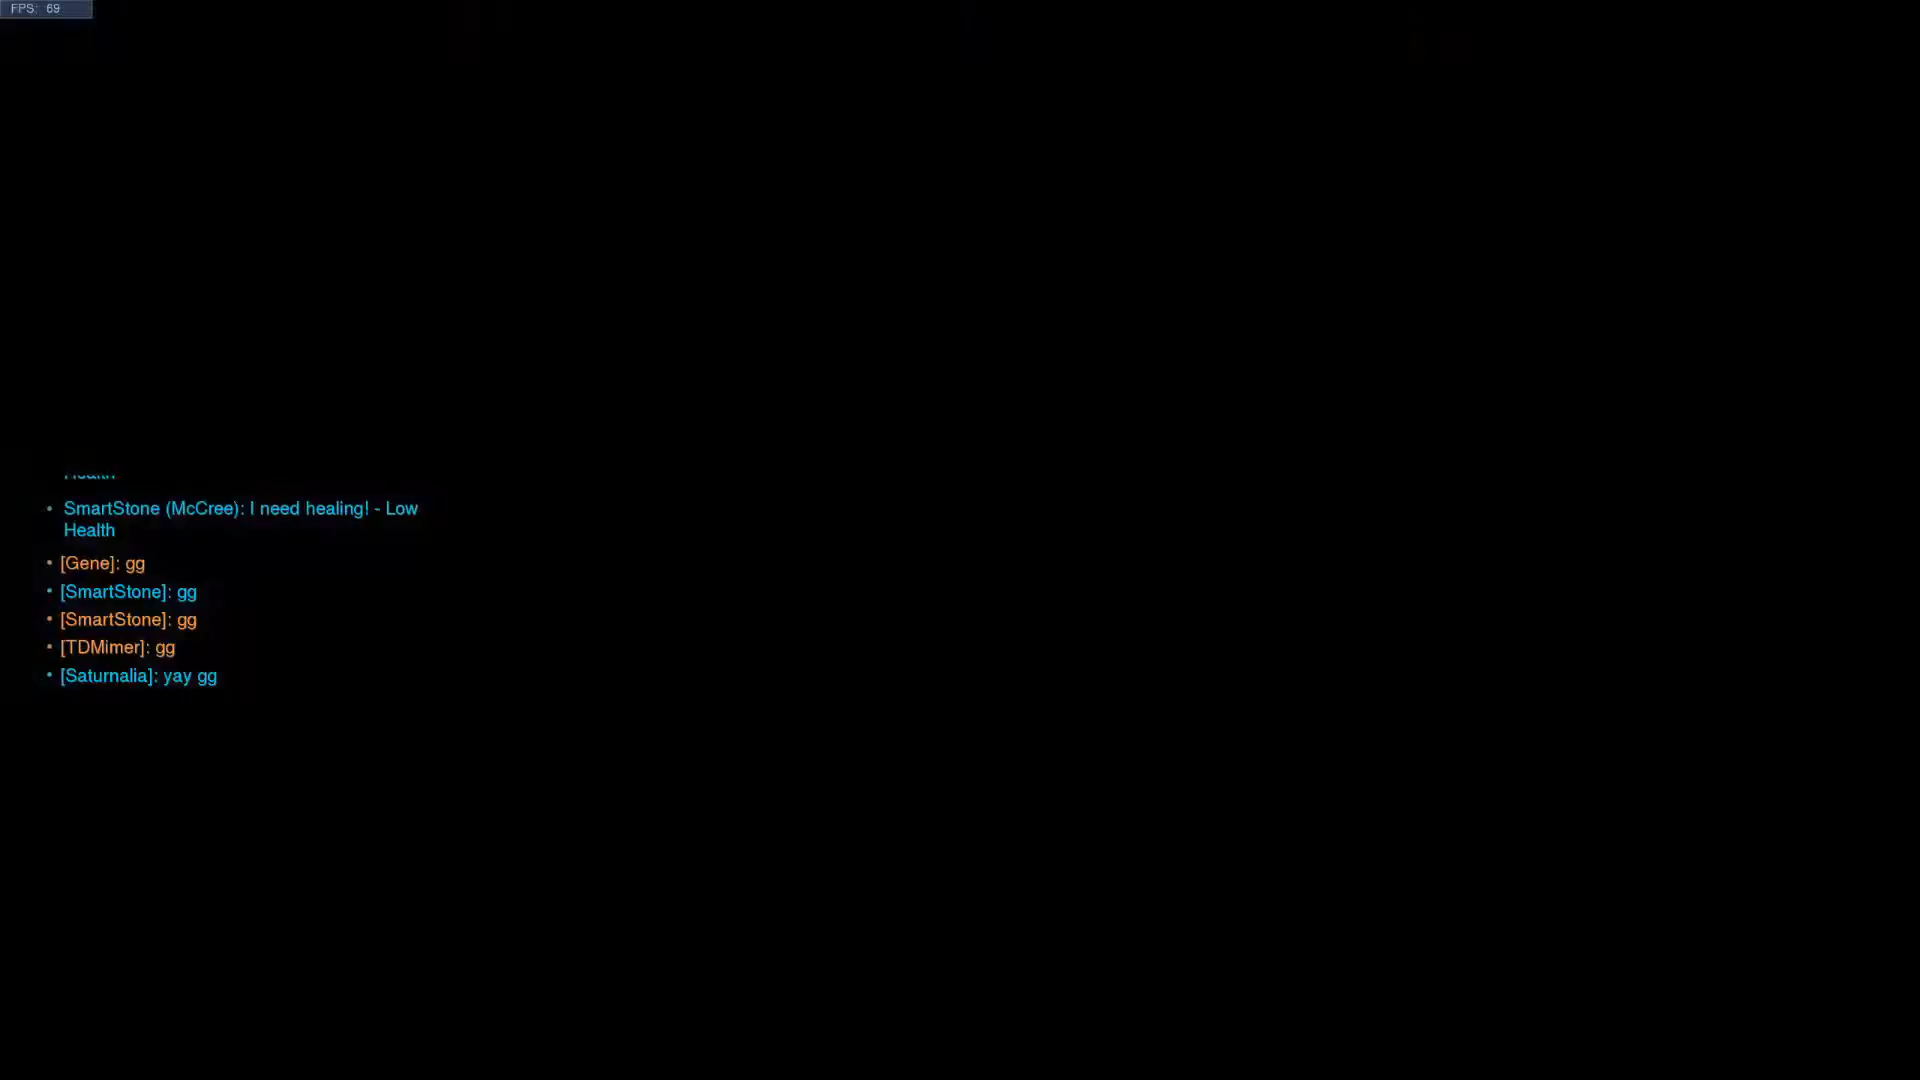 FPS: 69
Health
• SmartStone (McCree): I need healing! - Low
Health
• [Gene]: gg
• [SmartStone]: gg
• [SmartStone]: gg
• [TDMimer]: gg
• [Saturnalia]: yay gg